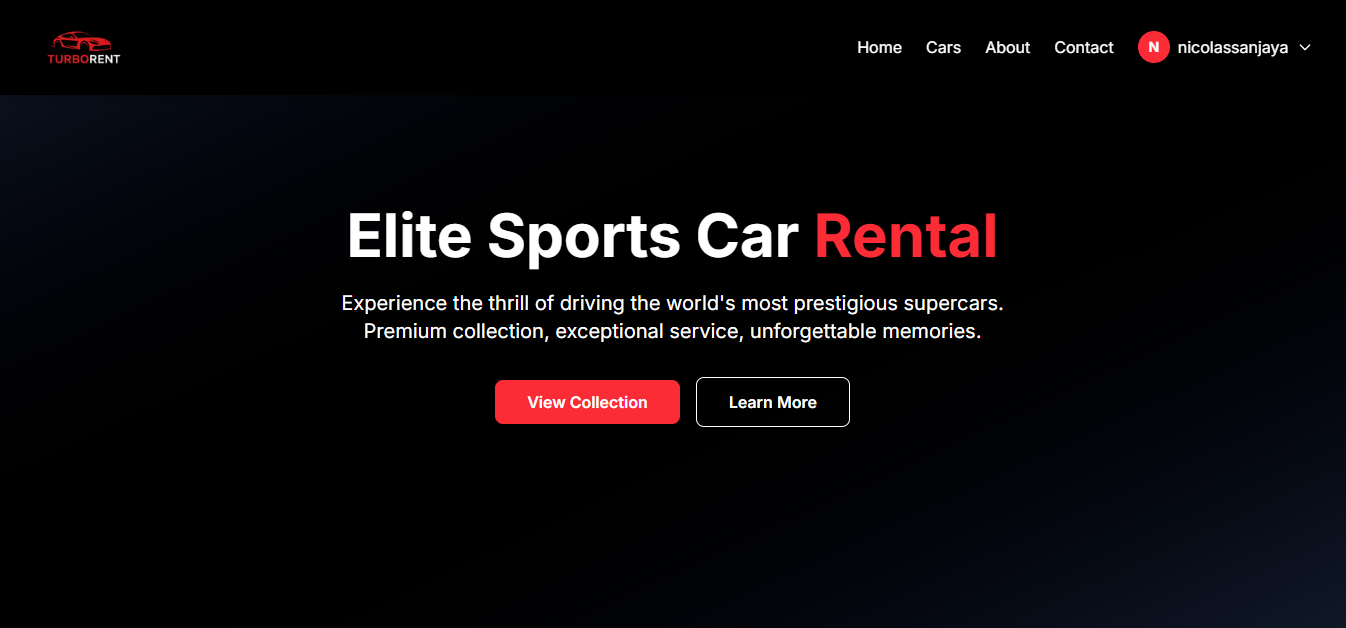 TURBORENT
Home Cars About Contact N nicolassanjaya
Elite Sports Car Rental
Experience the thrill of driving the world's most prestigious supercars.
Premium collection, exceptional service, unforgettable memories.
View Collection Learn More